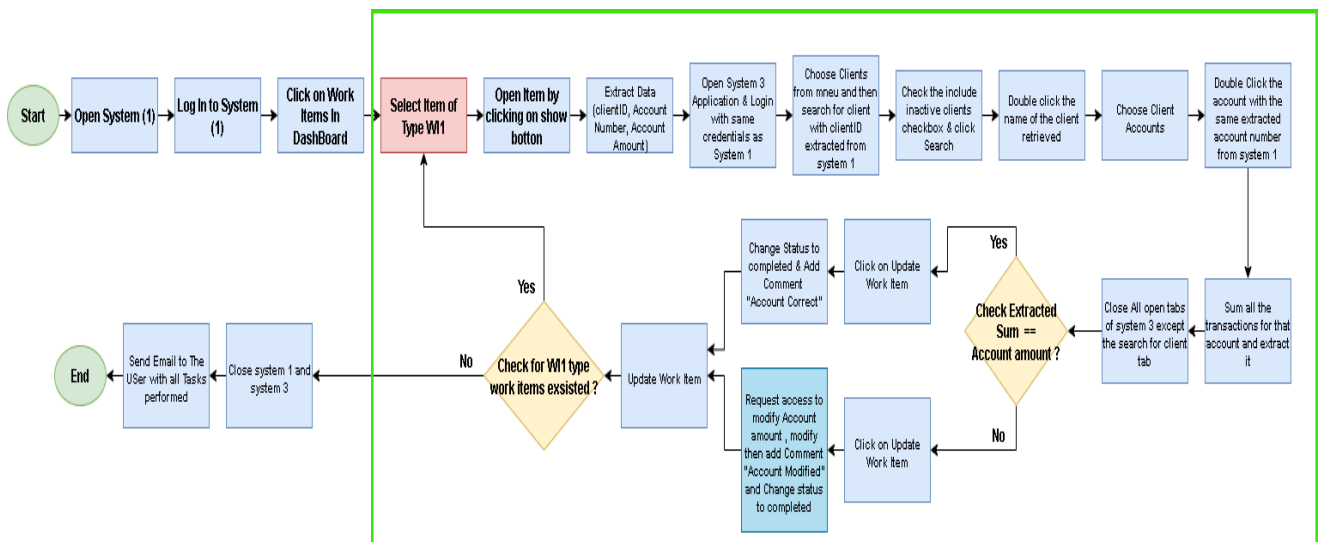 Start
Open System (1)
Log In to System
(1)
Click on Work
Items In
DashBoard
Select Item of
Type WI1
Open Item by
clicking on show
botton
Extract Data
(clientID, Account
Number, Account
Amount)
Open System 3
Application & Login
with same
credentials as
System 1
Choose Clients
from mneu and then
search for client
with clientID
extracted from
system 1
Check the include
inactive clients
checkbox & click
Search
Double click the
name of the client
retrieved
Choose Client
Accounts
Double Click the
account with the
same extracted
account number
from system 1
Sum all the
transactions for that
account and extract
it
Close All open tabs
of system 3 except
the search for client
tab
Check Extracted
Sum ==
Account amount ?
Yes
Click on Update
Work Item
Change Status to
completed & Add
Comment
"Account Correct"
No
Click on Update
Work Item
Request access to
modify Account
amount , modify
then add Comment
"Account Modified"
and Change status
to completed
Update Work Item
Check for WI1 type
work items exsisted ?
Yes
No
Close system 1 and
system 3
Send Email to The
USer with all Tasks
performed
End